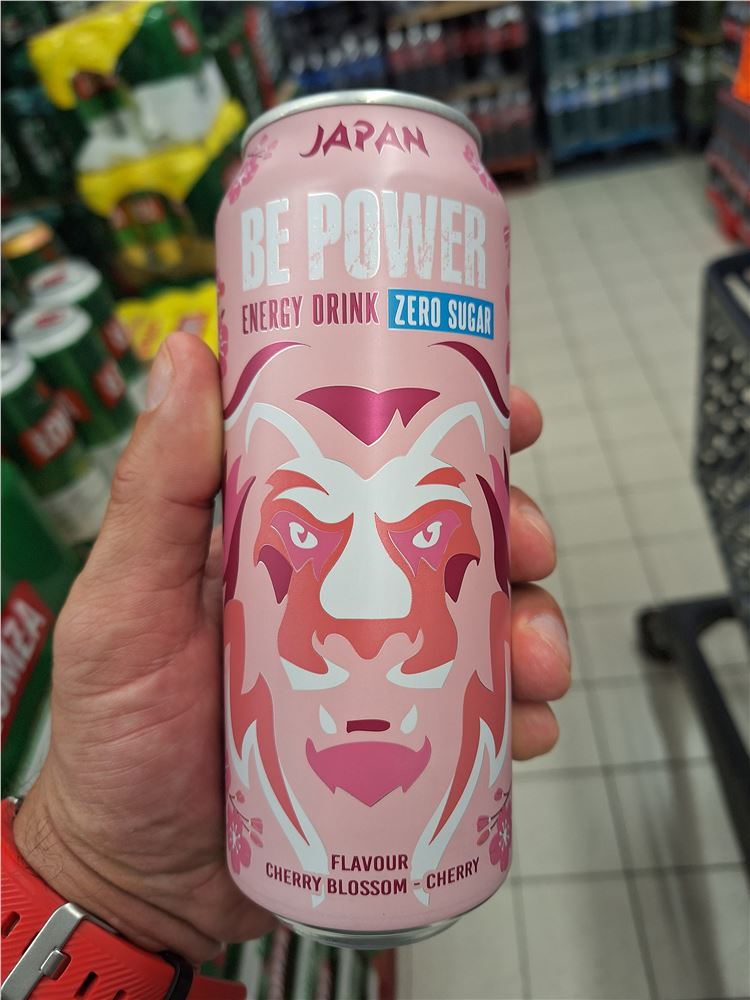 JAPAN
BE POWER
ENERGY DRINK ZERO SUGAR
FLAVOUR
CHERRY BLOSSOM - CHERRY